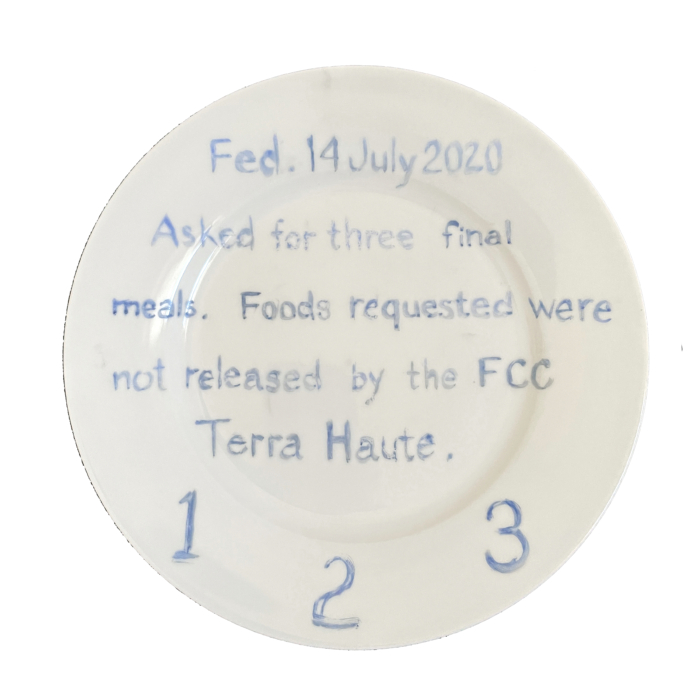 Fed. 14 July 2020
Asked for three final
meals. Foods requested were
not released by the FCC
Terra Haute.
1 2 3